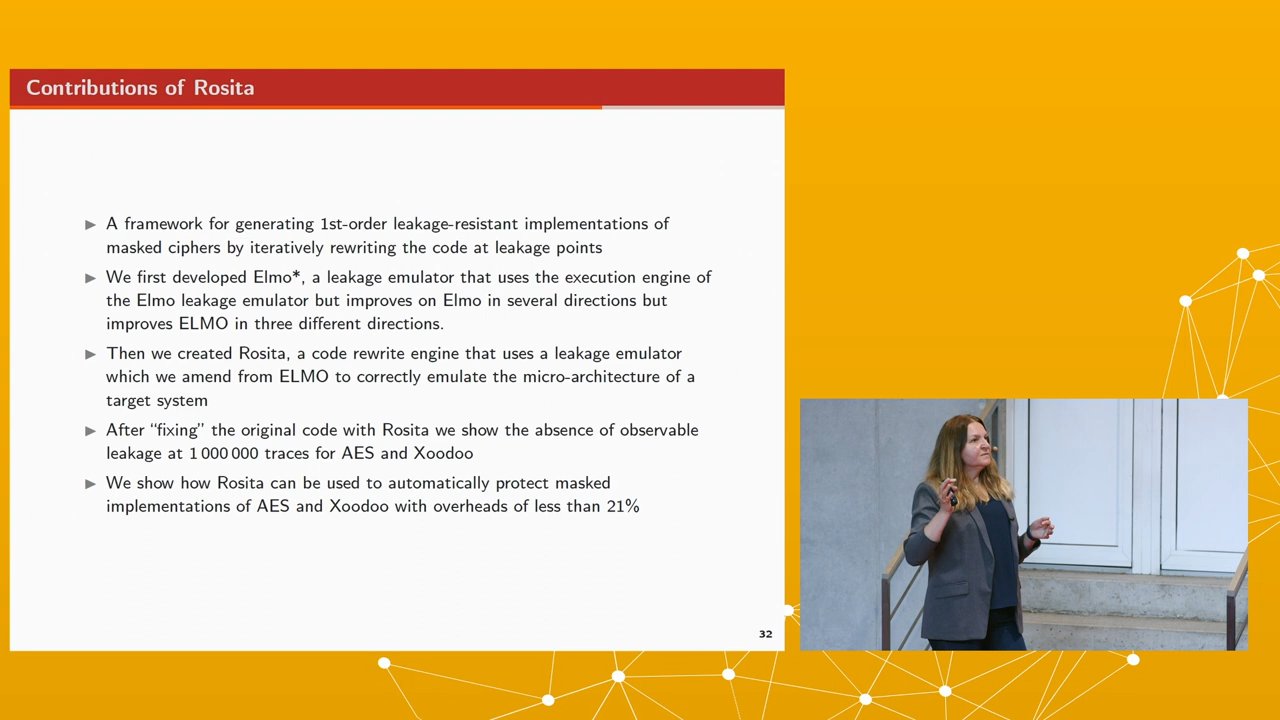 Contributions of Rosita
▶ A framework for generating 1st-order leakage-resistant implementations of
masked ciphers by iteratively rewriting the code at leakage points
▶ We first developed Elmo*, a leakage emulator that uses the execution engine of
the Elmo leakage emulator but improves on Elmo in several directions but
improves ELMO in three different directions.
▶ Then we created Rosita, a code rewrite engine that uses a leakage emulator
which we amend from ELMO to correctly emulate the micro-architecture of a
target system
▶ After “fixing” the original code with Rosita we show the absence of observable
leakage at 1 000 000 traces for AES and Xoodoo
▶ We show how Rosita can be used to automatically protect masked
implementations of AES and Xoodoo with overheads of less than 21%
32